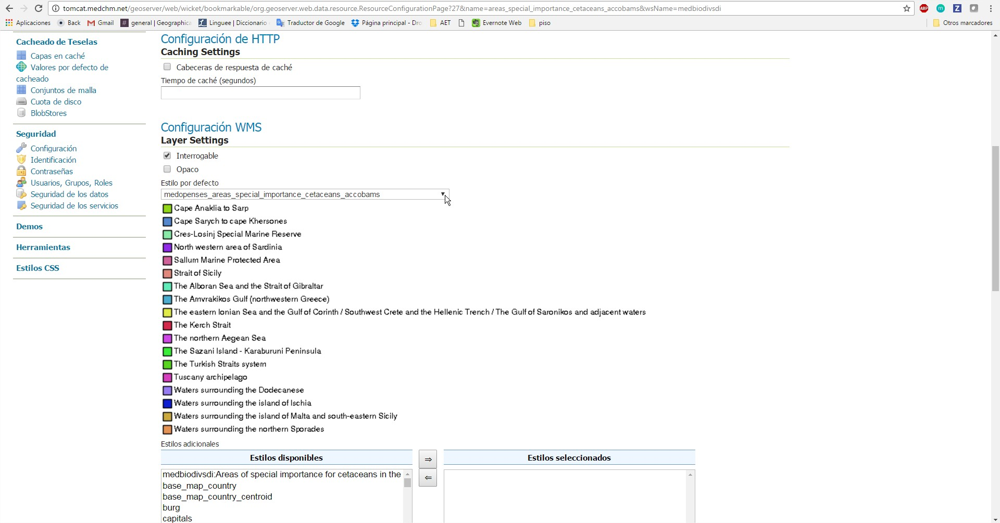 tomcat.medchm.net/geoserver/web/wicket/bookmarkable/org.geoserver.web.data.resource.ResourceConfigurationPage?27&name=areas_special_importance_cetaceans_accobams&wsName=medbiodivsdi
ABP
m
Z
Aplicaciones Back Gmail general | Geographica Linguee | Diccionario Traductor de Google Página principal - Dro AET Evernote Web piso Otros marcadores
Cacheado de Teselas
Capas en caché
Valores por defecto de
cacheado
Conjuntos de malla
Cuota de disco
BlobStores
Seguridad
Configuración
Identificación
Contraseñas
Usuarios, Grupos, Roles
Seguridad de los datos
Seguridad de los servicios
Demos
Herramientas
Estilos CSS
Configuración de HTTP
Caching Settings
Cabeceras de respuesta de caché
Tiempo de caché (segundos)
Configuración WMS
Layer Settings
Interrogable
Opaco
Estilo por defecto
medopenses_areas_special_importance_cetaceans_accobams
Cape Anaklia to Sarp
Cape Sarych to cape Khersones
Cres-Losinj Special Marine Reserve
North western area of Sardinia
Sallum Marine Protected Area
Strait of Sicily
The Alboran Sea and the Strait of Gibraltar
The Amvrakikos Gulf (northwestern Greece)
The eastern Ionian Sea and the Gulf of Corinth / Southwest Crete and the Hellenic Trench / The Gulf of Saronikos and adjacent waters
The Kerch Strait
The northern Aegean Sea
The Sazani Island - Karaburuni Peninsula
The Turkish Straits system
Tuscany archipelago
Waters surrounding the Dodecanese
Waters surrounding the island of Ischia
Waters surrounding the island of Malta and south-eastern Sicily
Waters surrounding the northern Sporades
Estilos adicionales
Estilos disponibles
medbiodivsdi:Areas of special importance for cetaceans in the
base_map_country
base_map_country_centroid
burg
capitals
⇒
⇐
Estilos seleccionados